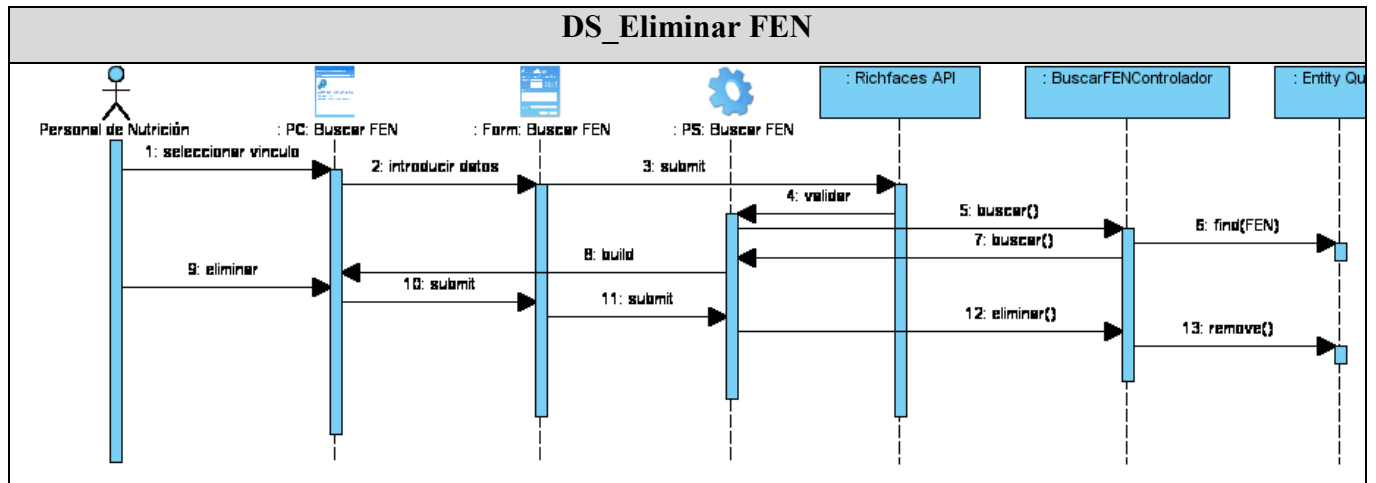 DS_Eliminar FEN
: Richfaces API
: BuscarFENControlador
: Entity Qu
Personal de Nutrición
: PC: Buscar FEN
: Form: Buscar FEN
: PS: Buscar FEN
1: seleccionar vinculo
2: introducir datos
3: submit
4: validar
5: buscar()
6: find(FEN)
7: buscar()
8: build
9: eliminar
10: submit
11: submit
12: eliminar()
13: remove()